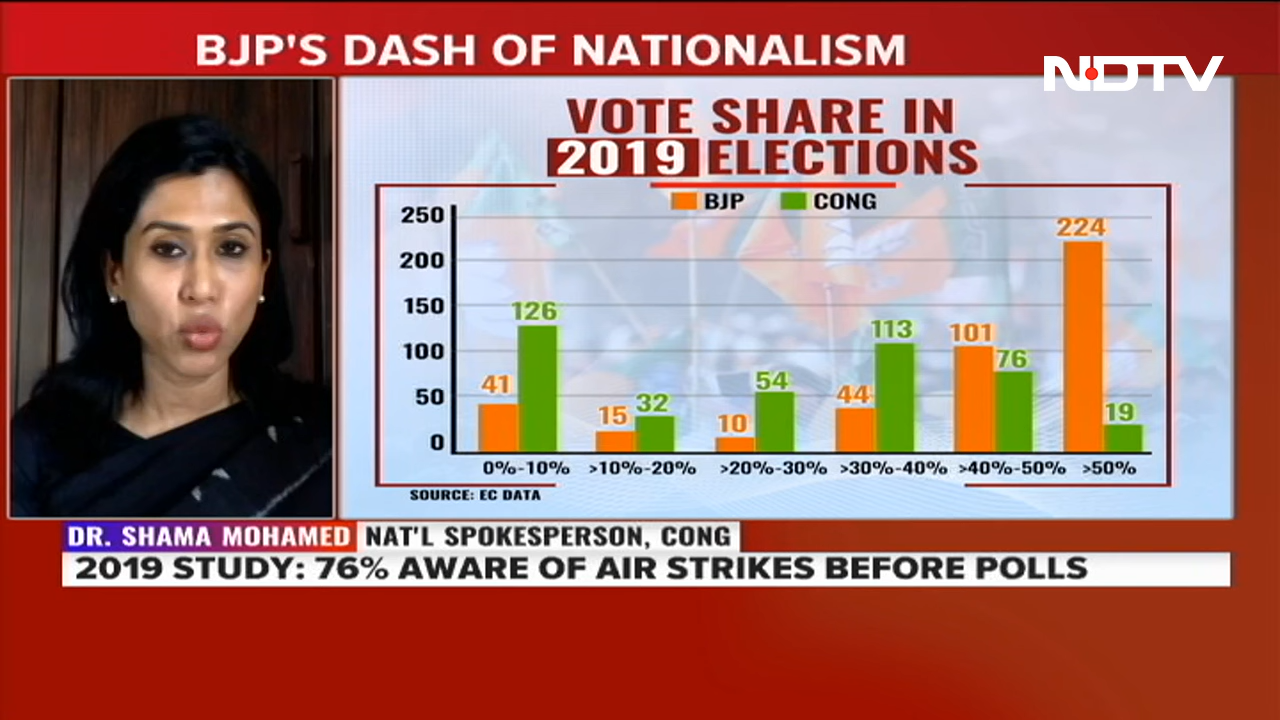 BJP'S DASH OF NATIONALISM
NDTV
VOTE SHARE IN
2019 ELECTIONS
BJP CONG
250
200
150
100
50
0
41 126
15 32
10 54
44 113
101 76
224 19
0%-10% >10%-20% >20%-30% >30%-40% >40%-50% >50%
SOURCE: EC DATA
DR. SHAMA MOHAMED NAT'L SPOKESPERSON, CONG
2019 STUDY: 76% AWARE OF AIR STRIKES BEFORE POLLS